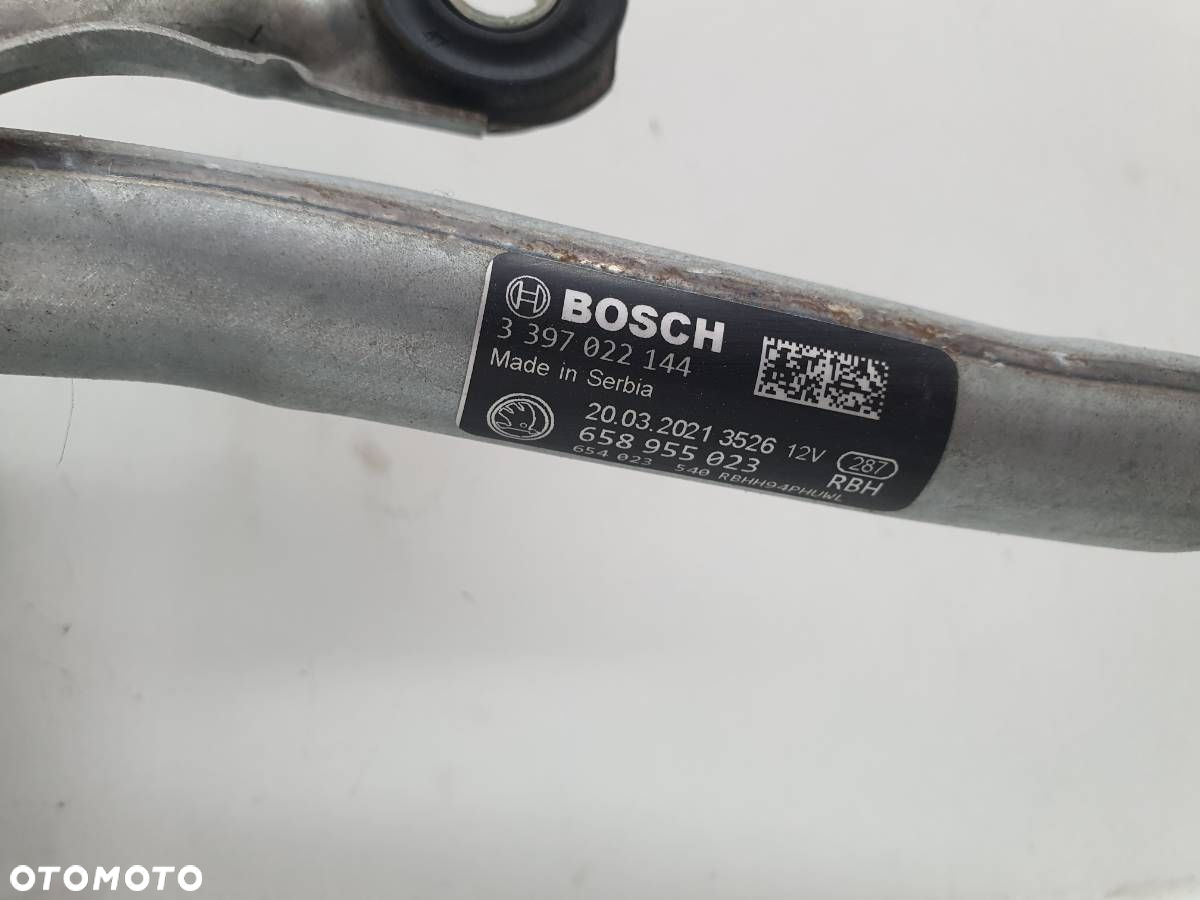 BOSCH
3 397 022 144
Made in Serbia
20.03.2021 3526 12V 287
658 955 023 RBH
654 023 540 RBHH94PHUWL
OTOMOTO